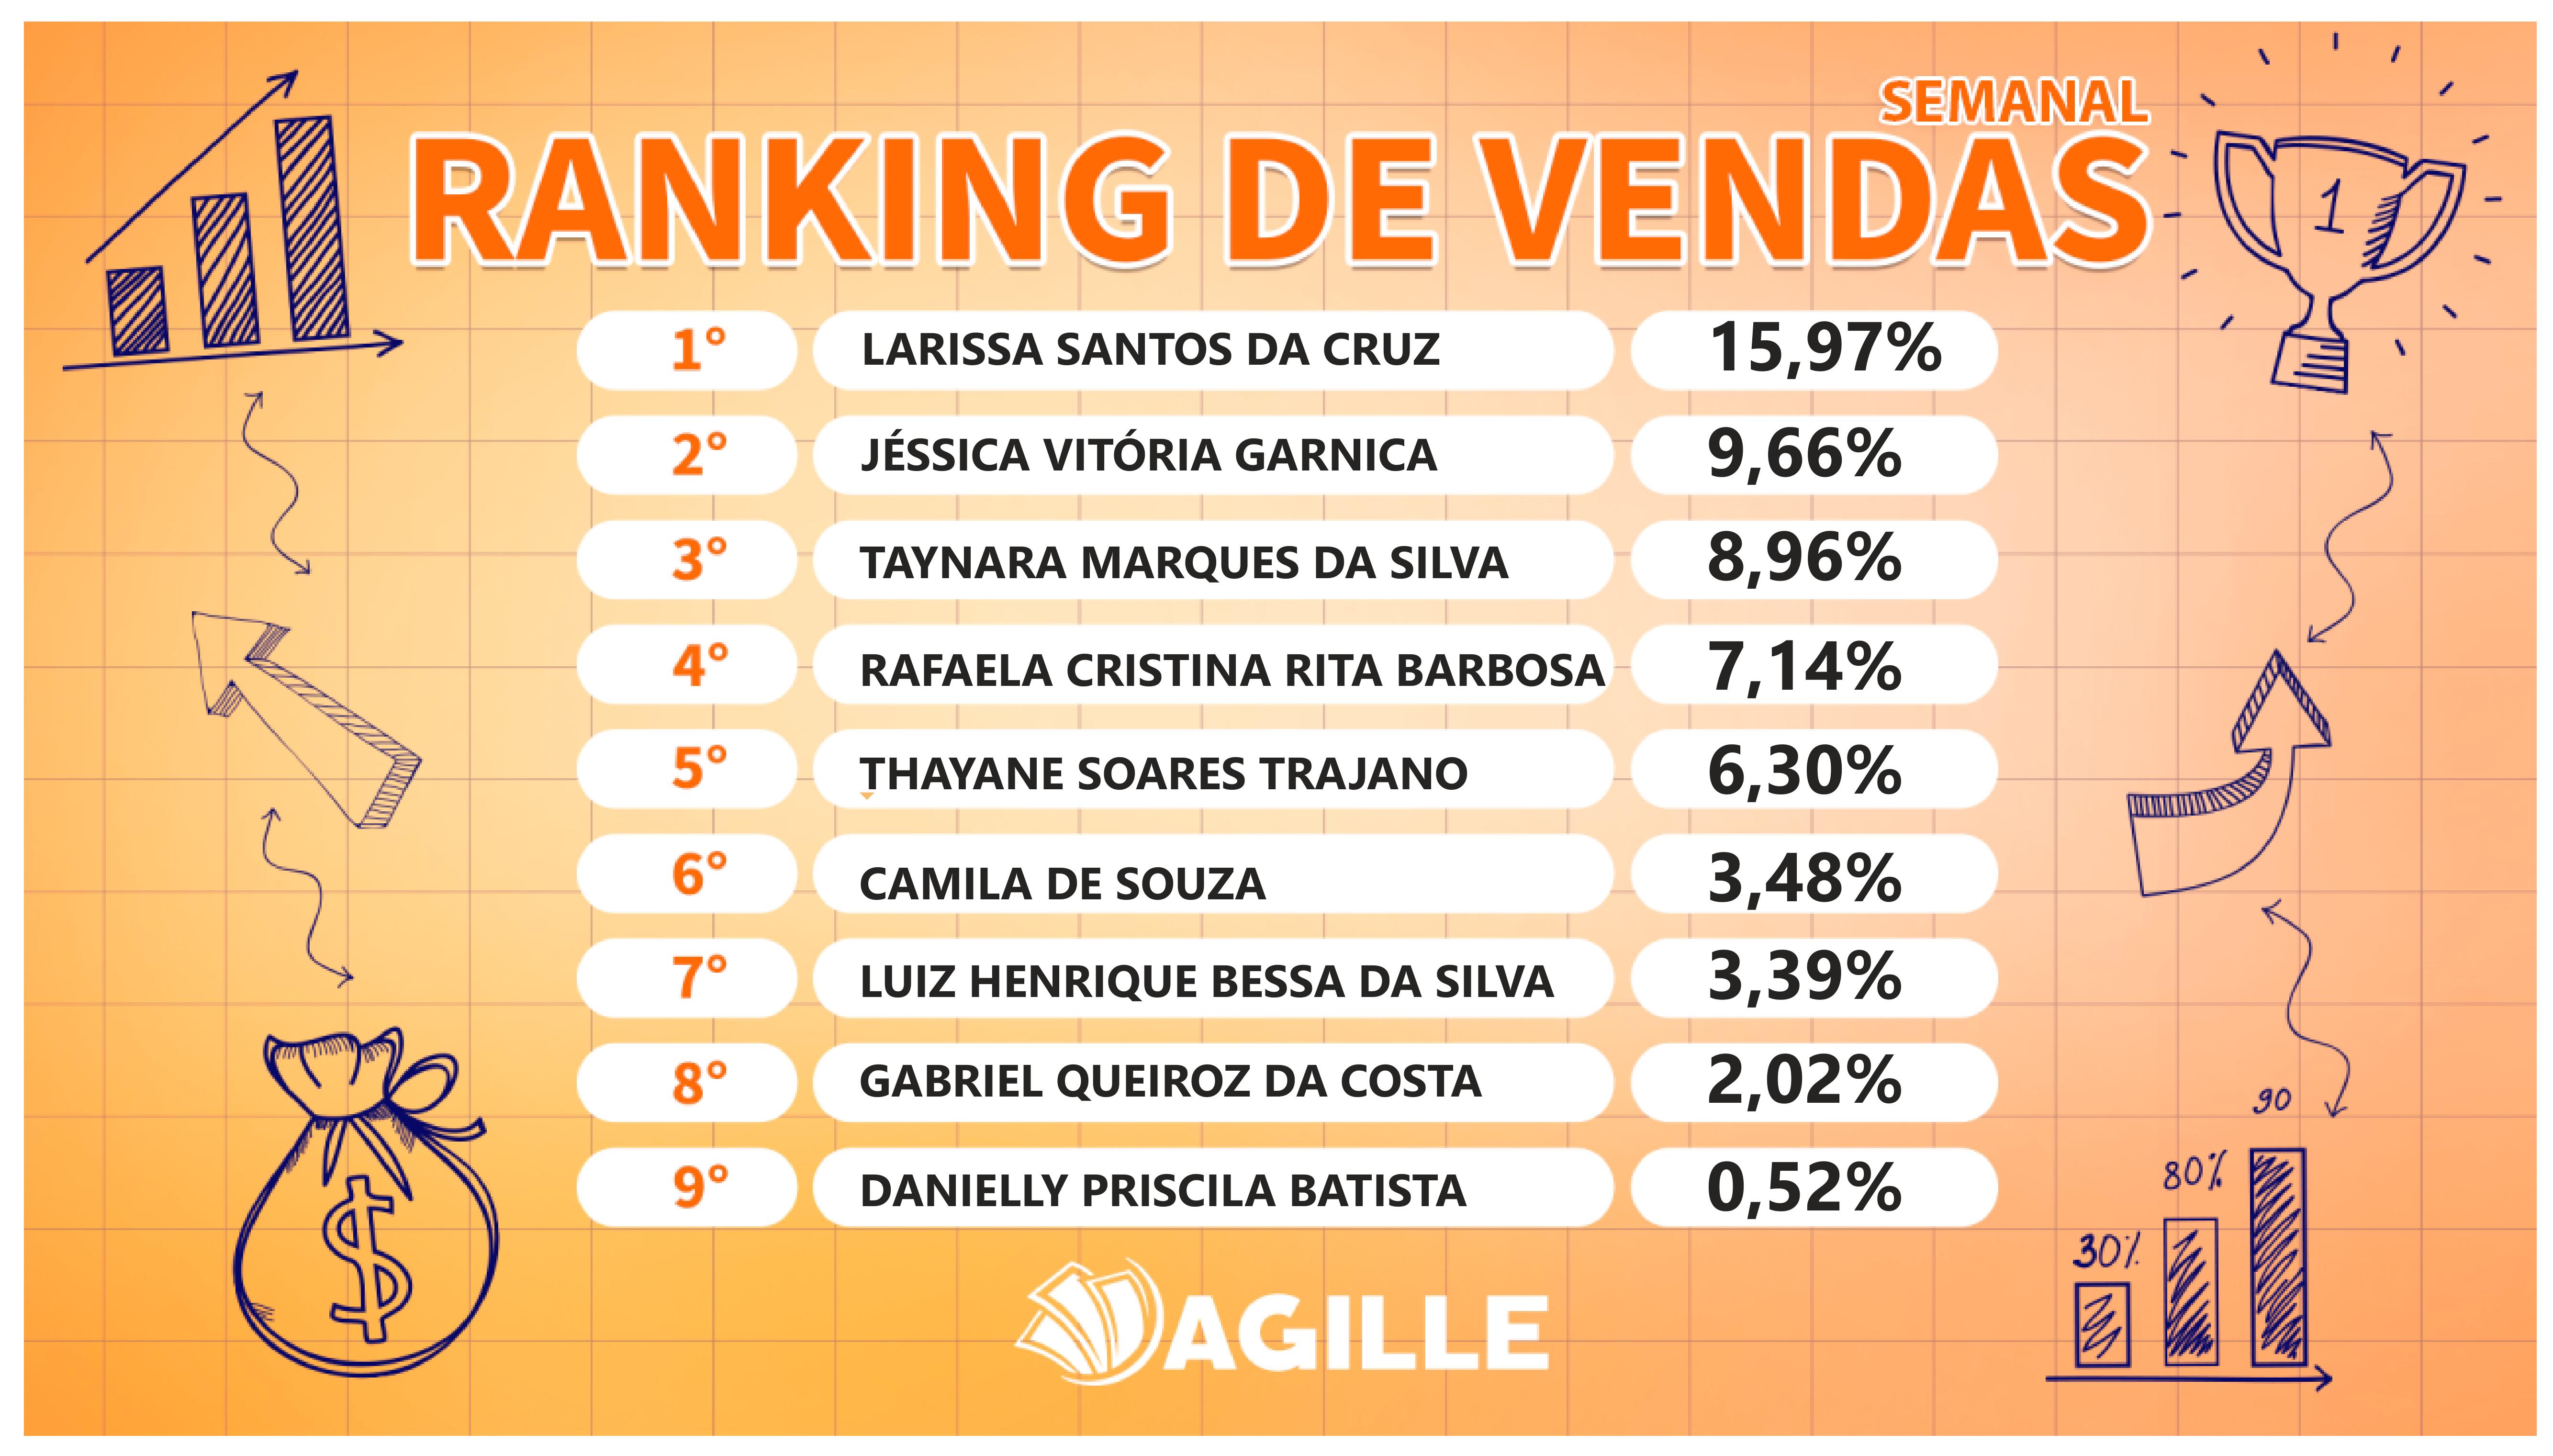 SEMANAL
RANKING DE VENDAS
1
1° LARISSA SANTOS DA CRUZ 15,97%
2° JÉSSICA VITÓRIA GARNICA 9,66%
3° TAYNARA MARQUES DA SILVA 8,96%
4° RAFAELA CRISTINA RITA BARBOSA 7,14%
5° THAYANE SOARES TRAJANO 6,30%
6° CAMILA DE SOUZA 3,48%
7° LUIZ HENRIQUE BESSA DA SILVA 3,39%
8° GABRIEL QUEIROZ DA COSTA 2,02%
9° DANIELLY PRISCILA BATISTA 0,52%
$
90
80%
30%
AGILLE